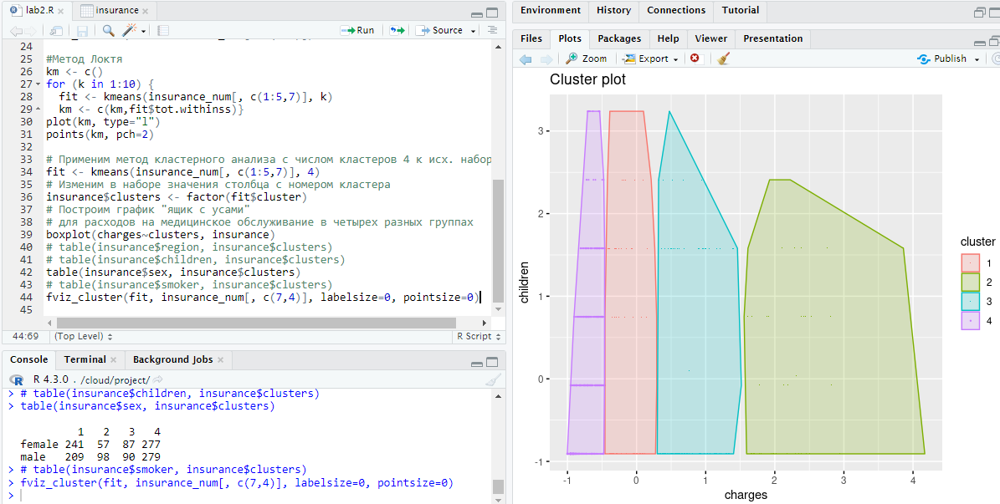 lab2.R
insurance
Run
Source
24
25 #Метод Локтя
26 km <- c()
27 for (k in 1:10) {
28 fit <- kmeans(insurance_num[, c(1:5,7)], k)
29 km <- c(km,fit$tot.withinss)}
30 plot(km, type="l")
31 points(km, pch=2)
32
33 # Применим метод кластерного анализа с числом кластеров 4 к исх. набор
34 fit <- kmeans(insurance_num[, c(1:5,7)], 4)
35 # Изменим в наборе значения столбца с номером кластера
36 insurance$clusters <- factor(fit$cluster)
37 # Построим график "ящик с усами"
38 # для расходов на медицинское обслуживание в четырех разных группах
39 boxplot(charges~clusters, insurance)
40 # table(insurance$region, insurance$clusters)
41 # table(insurance$children, insurance$clusters)
42 table(insurance$sex, insurance$clusters)
43 # table(insurance$smoker, insurance$clusters)
44 fviz_cluster(fit, insurance_num[, c(7,4)], labelsize=0, pointsize=0)
45
44:69 (Top Level) R Script
Console Terminal Background Jobs
R 4.3.0 . /cloud/project/
> # table(insurance$children, insurance$clusters)
> table(insurance$sex, insurance$clusters)
1 2 3 4
female 241 57 87 277
male 209 98 90 279
> # table(insurance$smoker, insurance$clusters)
> fviz_cluster(fit, insurance_num[, c(7,4)], labelsize=0, pointsize=0)
>
Environment History Connections Tutorial
Files Plots Packages Help Viewer Presentation
Zoom Export Publish
Cluster plot
3
2
1
0
-1
children
-1 0 1 2 3 4
charges
cluster
1
2
3
4